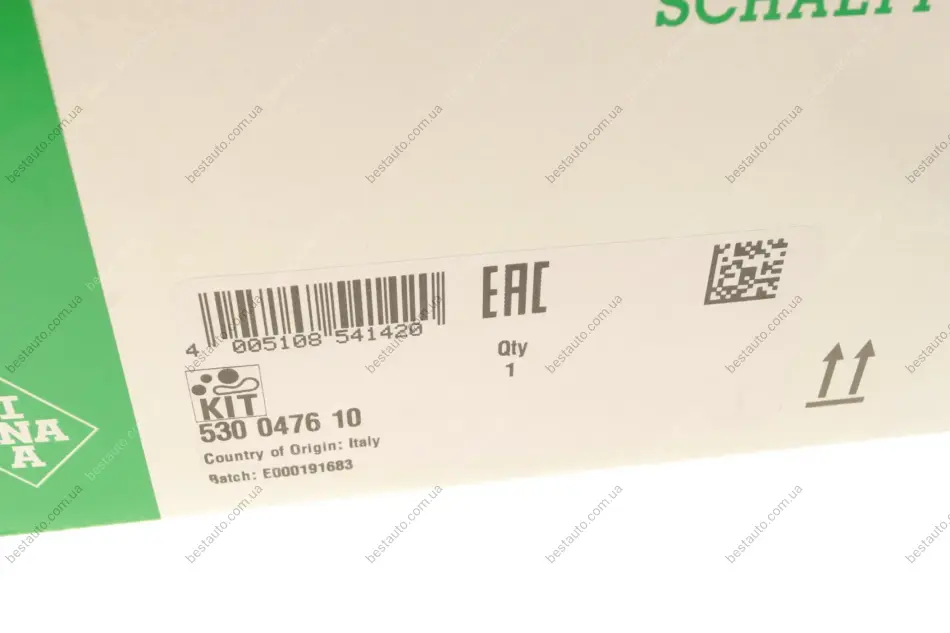 SCHAEFF
4 005108 541420
EAC
Qty
1
KIT
530 0476 10
Country of Origin: Italy
Batch: E000191683
I
NA
A
bestauto.com.ua